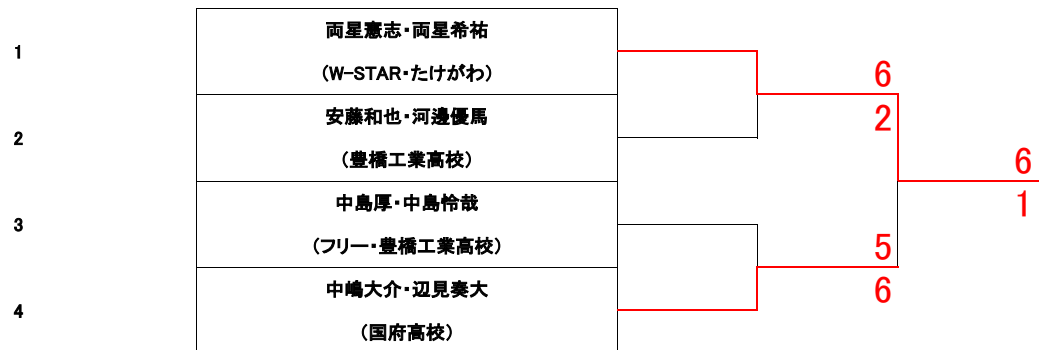 1
両星憲志・両星希祐
(W-STAR・たけがわ)
2
安藤和也・河邊優馬
(豊橋工業高校)
3
中島厚・中島怜哉
(フリー・豊橋工業高校)
4
中嶋大介・辺見奏大
(国府高校)
6
2
5
6
6
1